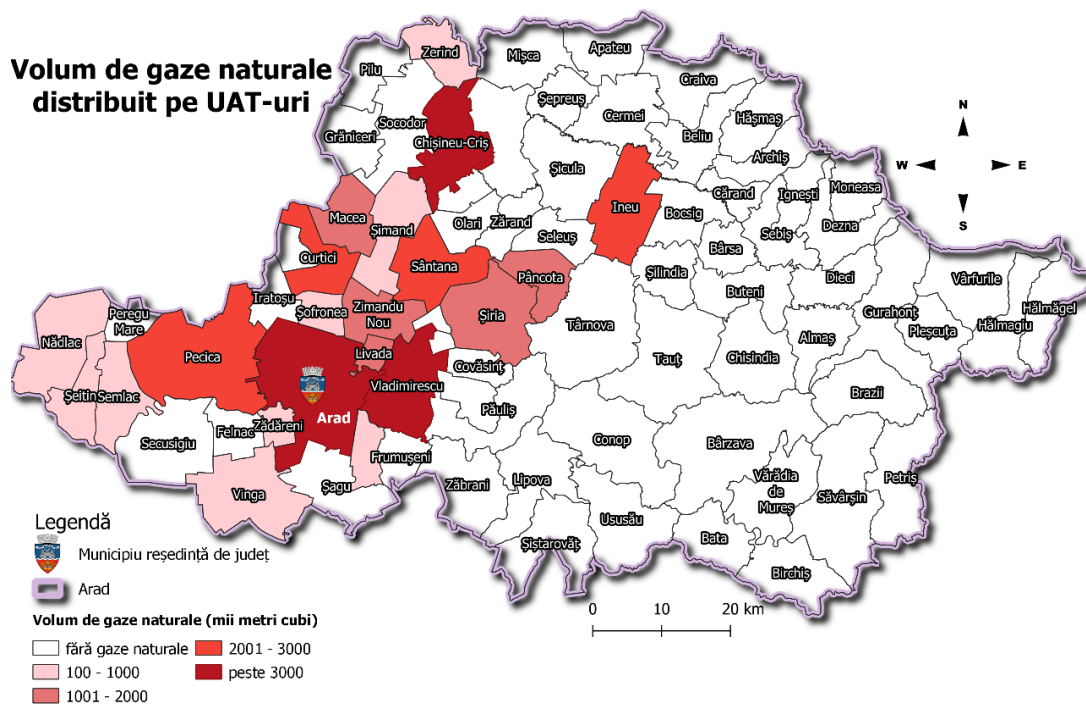 Volum de gaze naturale
distribuit pe UAT-uri
Zerind
Mișca
Apateu
Pilu
Craiva
Șepreuș
Cermei
Hășmaș
Socodor
Grăniceri
Chișineu-Criș
Beliu
N
W
E
S
Archiș
Șicula
Cărand
Ignești
Moneasa
Macea
Ineu
Bocsig
Olari
Zărand
Șimand
Seleuș
Sebiș
Dezna
Bârsa
Curtici
Sântana
Pâncota
Șilindia
Dieci
Vârfurile
Buteni
Iratoșu
Șofronea
Zimandu
Nou
Șiria
Târnova
Gurahonț
Hălmăgel
Peregu
Mare
Nădlac
Pecica
Livada
Almaș
Pleșcuța
Hălmagiu
Covăsinț
Tauț
Chisindia
Vladimirescu
Șeitin
Semlac
Arad
Brazii
Păuliș
Secusigiu
Felnac
Zădăreni
Conop
Bârzava
Frumușeni
Vinga
Șagu
Zăbrani
Lipova
Vărădia
de
Mureș
Săvârșin
Petriș
Ususău
Bata
Șiștarovăț
Birchiș
Legendă
Municipiu reședință de județ
Arad
Volum de gaze naturale (mii metri cubi)
fără gaze naturale
2001 - 3000
100 - 1000
peste 3000
1001 - 2000
0
10
20 km